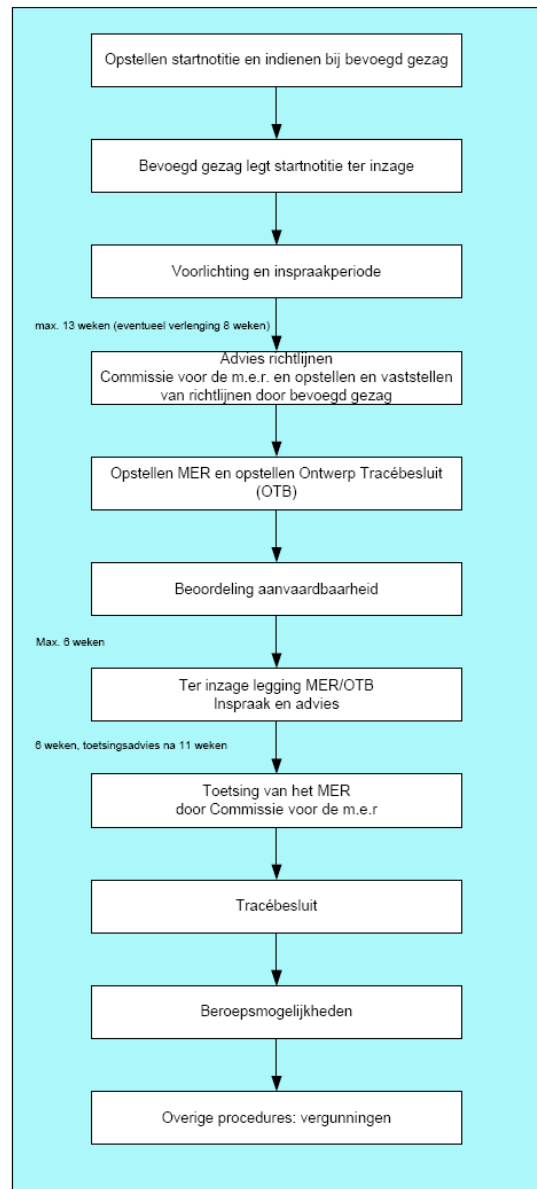 Opstellen startnotitie en indienen bij bevoegd gezag
Bevoegd gezag legt startnotitie ter inzage
Voorlichting en inspraakperiode
max. 13 weken (eventueel verlenging 8 weken)
Advies richtlijnen
Commissie voor de m.e.r. en opstellen en vaststellen
van richtlijnen door bevoegd gezag
Opstellen MER en opstellen Ontwerp Tracébesluit
(OTB)
Beoordeling aanvaardbaarheid
Max. 6 weken
Ter inzage legging MER/OTB
Inspraak en advies
6 weken, toetsingsadvies na 11 weken
Toetsing van het MER
door Commissie voor de m.e.r
Tracébesluit
Beroepsmogelijkheden
Overige procedures: vergunningen